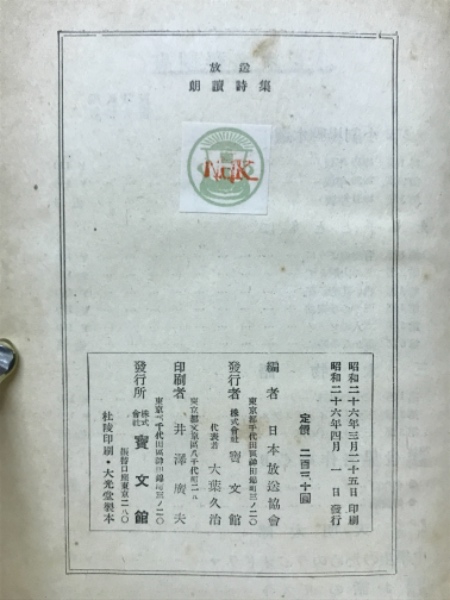 放送
朗讀詩集
NHK
昭和二十六年三月二十五日 印刷
昭和二十六年四月 一 日 發行
定價 二百三十圓
編者 日本放送協會
東京都千代田區神田錦町三ノ二〇
發行者 株式會社 寶文館
代表者 大葉久治
東京都文京區八千代町二八
印刷者 井澤廣夫
東京都千代田區神田錦町三ノ二〇
發行所 株式會社 寶文館
振替口座東京二八〇
杜陵印刷・大光堂製本